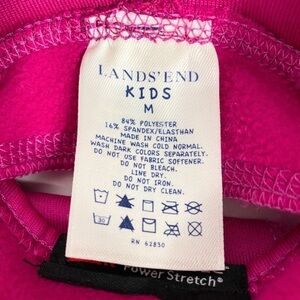 LANDS' END
KIDS
M
84% POLYESTER
16% SPANDEX/ELASTHAN
MADE IN CHINA
MACHINE WASH COLD NORMAL.
WASH DARK COLORS SEPARATELY.
DO NOT USE FABRIC SOFTENER.
DO NOT BLEACH.
LINE DRY.
DO NOT IRON.
DO NOT DRY CLEAN.
30
RN 62830
Power Stretch®